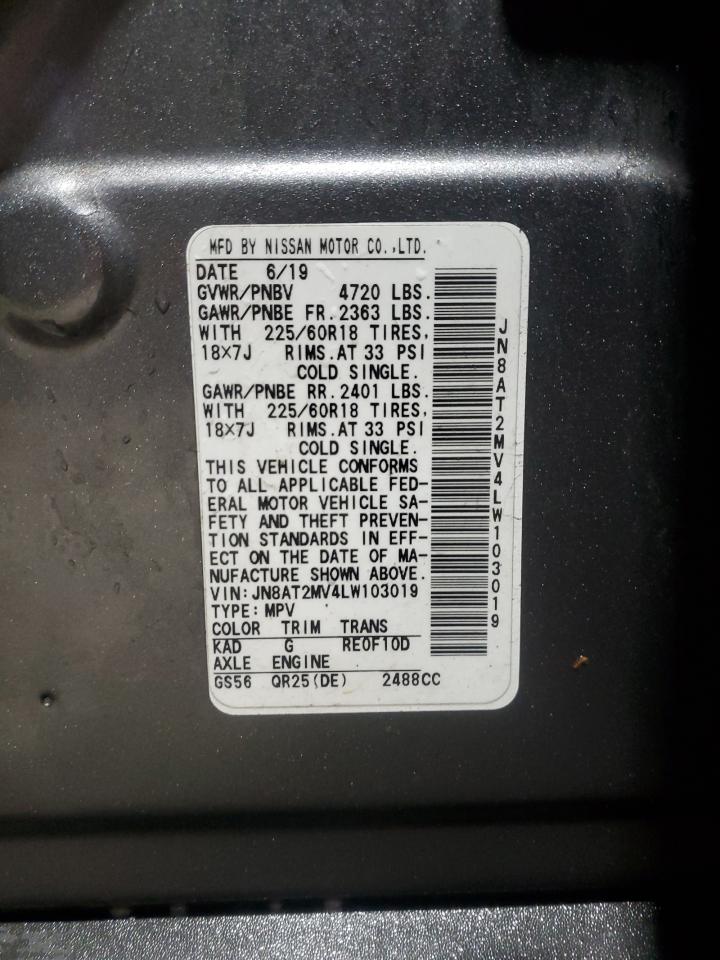 MFD BY NISSAN MOTOR CO.,LTD.
DATE 6/19
GVWR/PNBV 4720 LBS.
GAWR/PNBE FR. 2363 LBS.
WITH 225/60R18 TIRES,
18×7J RIMS. AT 33 PSI
COLD SINGLE.
GAWR/PNBE RR. 2401 LBS.
WITH 225/60R18 TIRES,
18×7J RIMS. AT 33 PSI
COLD SINGLE.
THIS VEHICLE CONFORMS
TO ALL APPLICABLE FED-
ERAL MOTOR VEHICLE SA-
FETY AND THEFT PREVEN-
TION STANDARDS IN EFF-
ECT ON THE DATE OF MA-
NUFACTURE SHOWN ABOVE.
VIN: JN8AT2MV4LW103019
TYPE: MPV
COLOR TRIM TRANS
KAD G RE0F10D
AXLE ENGINE
GS56 QR25(DE) 2488CC
JN8AT2MV4LW103019